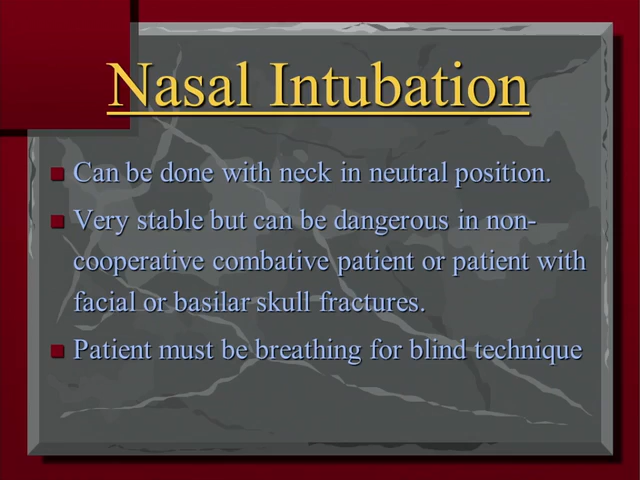 Nasal Intubation
Can be done with neck in neutral position.
Very stable but can be dangerous in non-
cooperative combative patient or patient with
facial or basilar skull fractures.
Patient must be breathing for blind technique